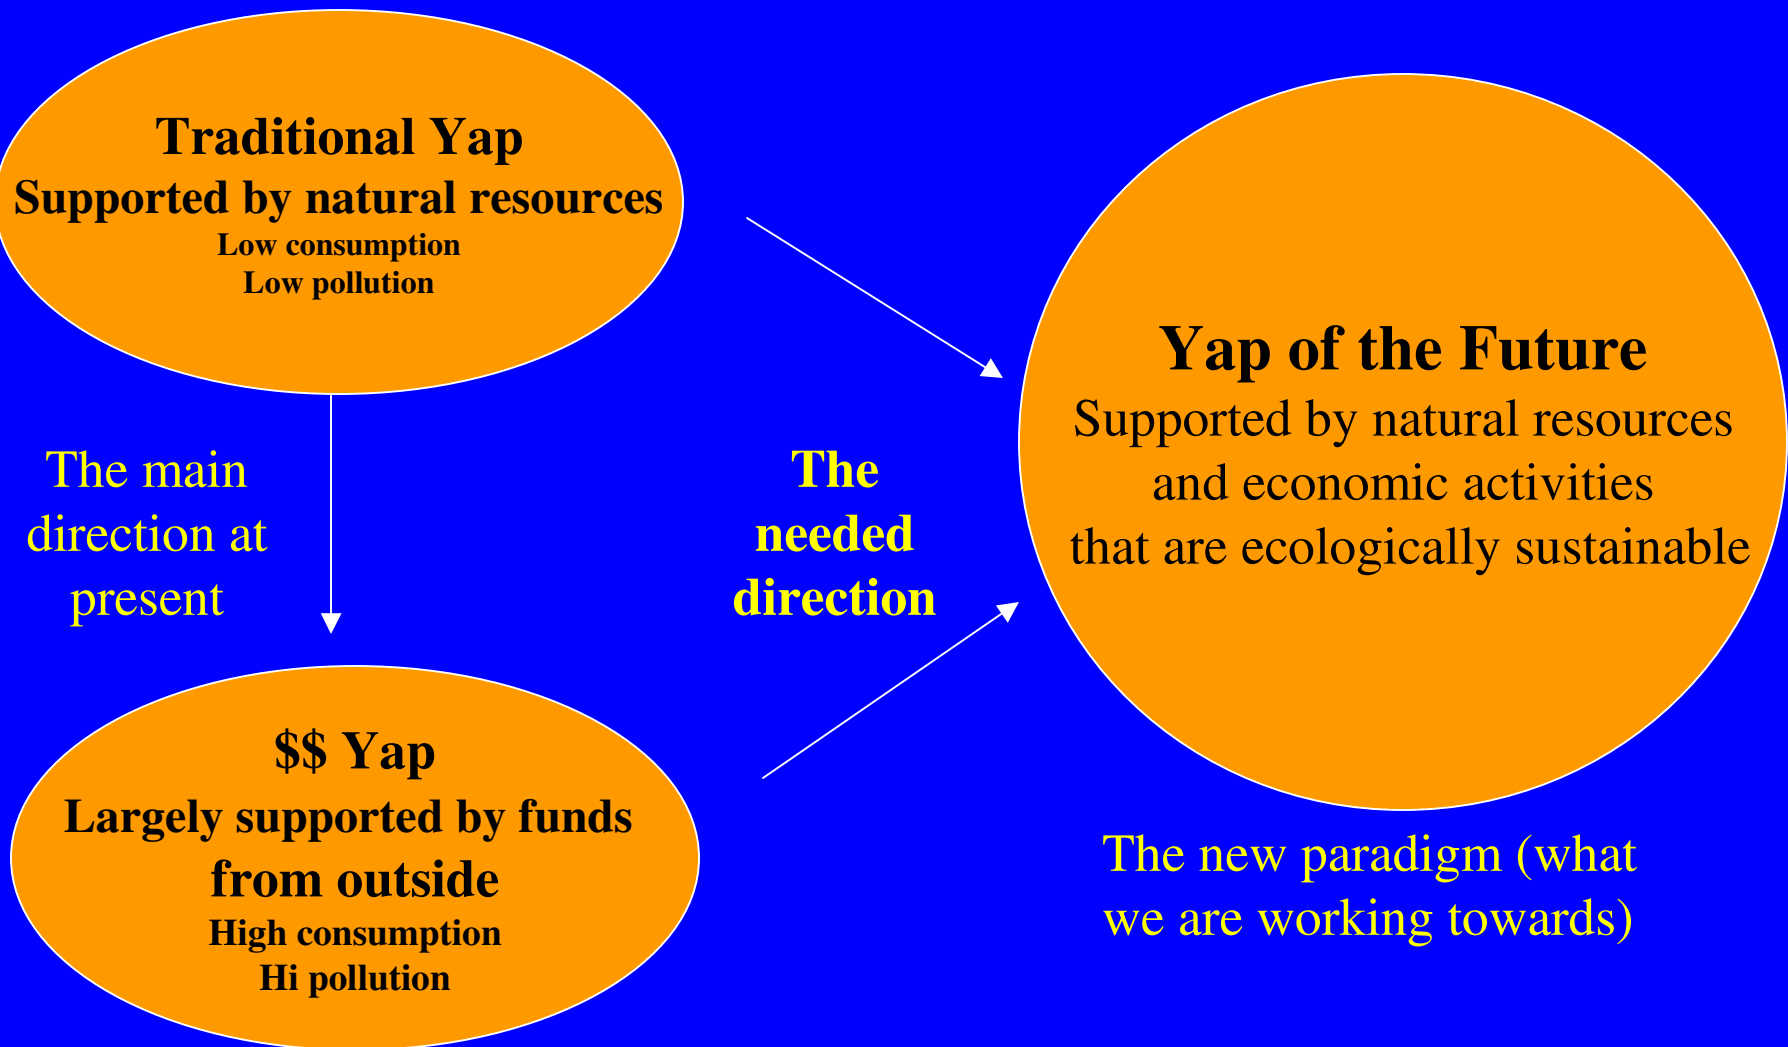 Traditional Yap
Supported by natural resources
Low consumption
Low pollution
The main
direction at
present
$$ Yap
Largely supported by funds
from outside
High consumption
Hi pollution
The
needed
direction
Yap of the Future
Supported by natural resources
and economic activities
that are ecologically sustainable
The new paradigm (what
we are working towards)